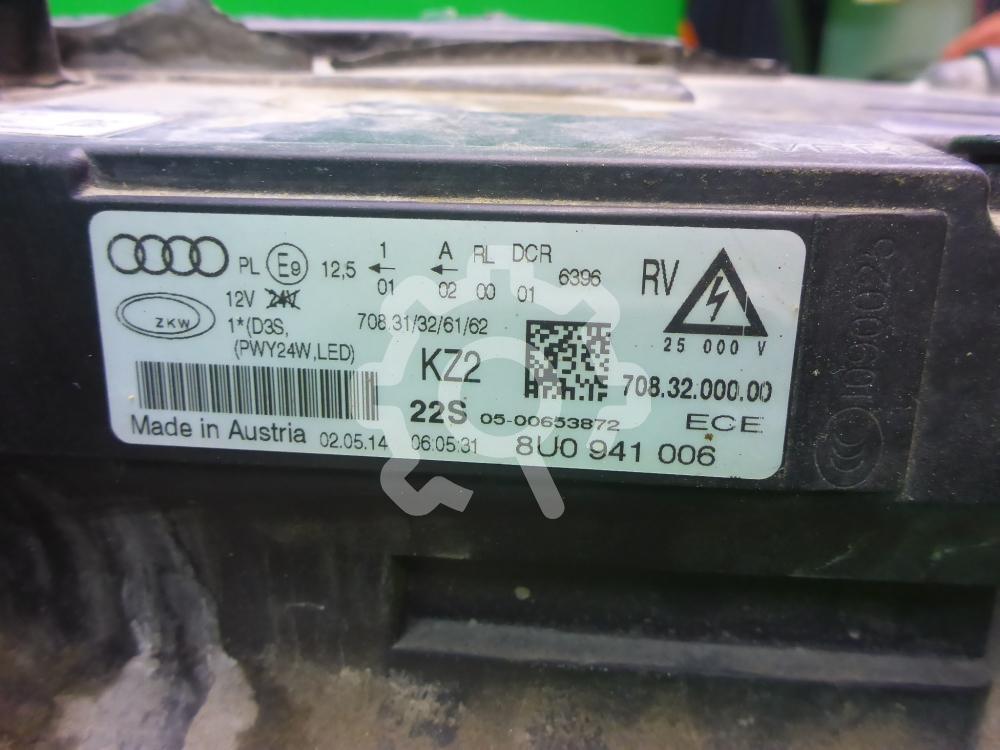 PL E9 12,5 ← 1 01 A ← 02 RL 00 DCR 01 6396 RV
12V 24V
ZKW
1*(D3S, 708.31/32/61/62
(PWY24W,LED)
25 000 V
KZ2
708.32.000.00
22S 05-00653872 ECE
Made in Austria 02.05.14 06:05:31 8U0 941 006